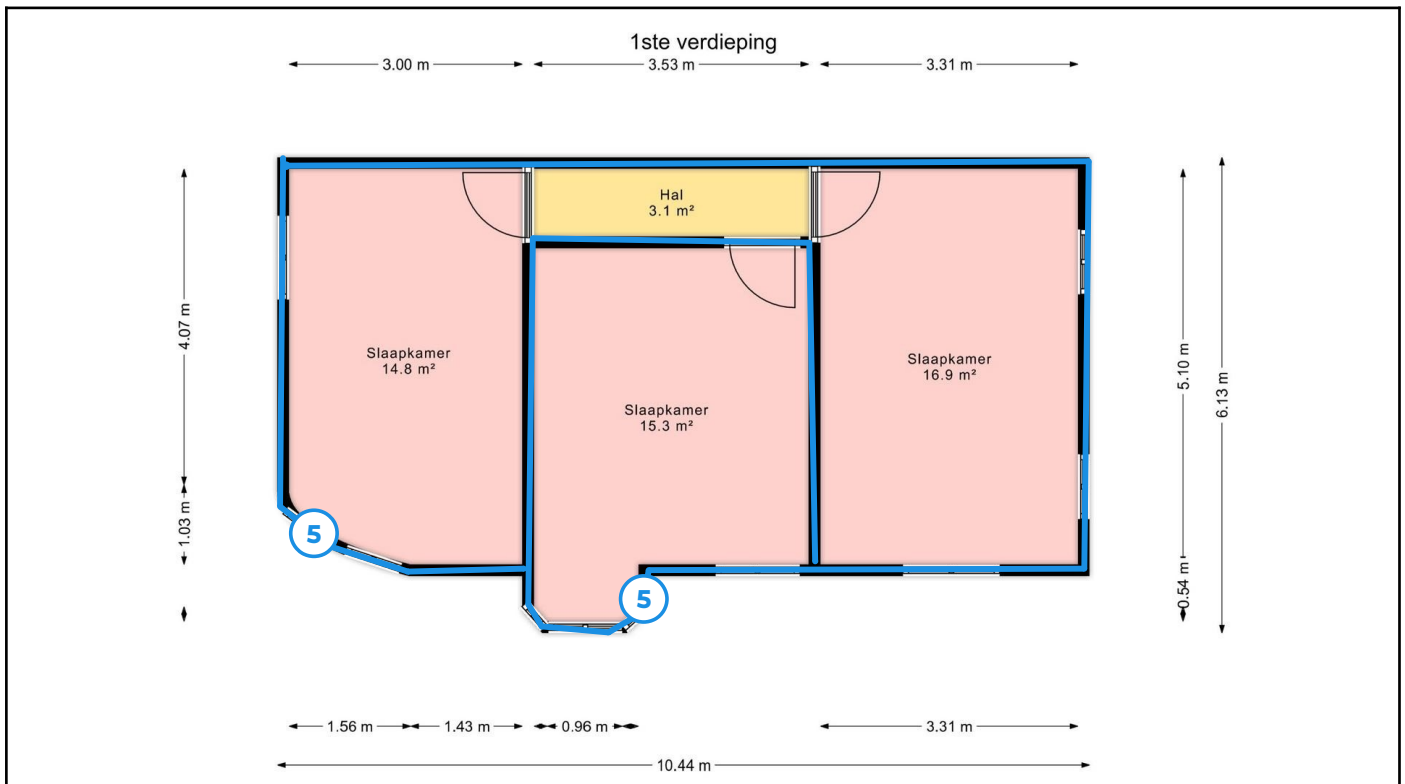 1ste verdieping
3.00 m
3.53 m
3.31 m
Hal
3.1 m²
4.07 m
Slaapkamer
14.8 m²
Slaapkamer
16.9 m²
5.10 m
6.13 m
Slaapkamer
15.3 m²
1.03 m
5
0.54 m
5
1.56 m
1.43 m
0.96 m
3.31 m
10.44 m